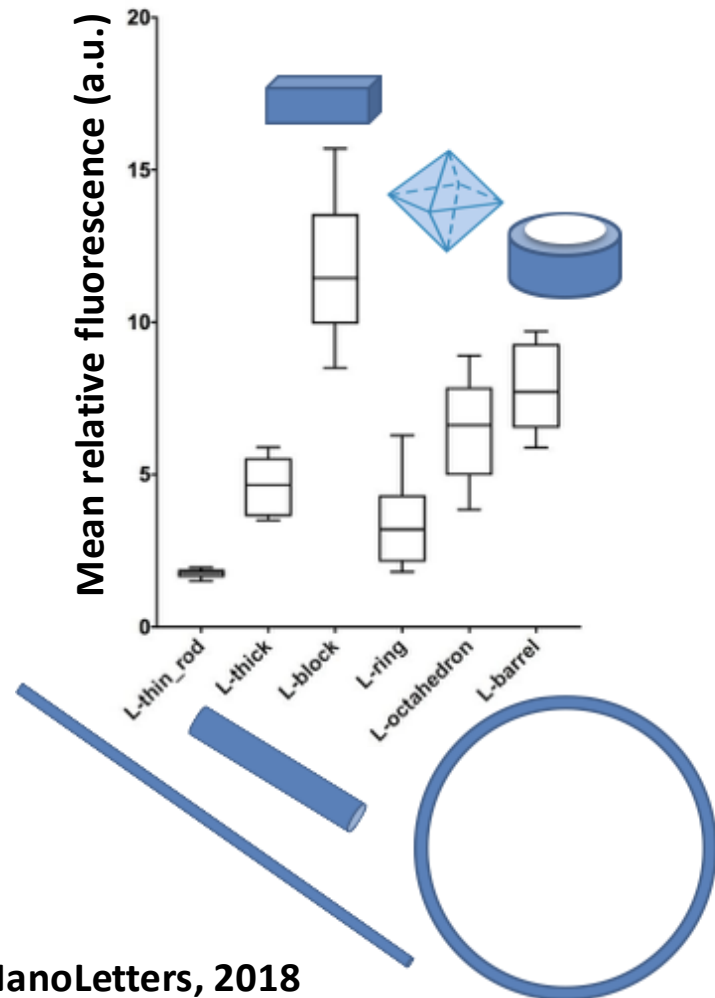 Mean relative fluorescence (a.u.)
20
15
10
5
0
L-thin_rod
L-thick
L-block
L-ring
L-octahedron
L-barrel
NanoLetters, 2018